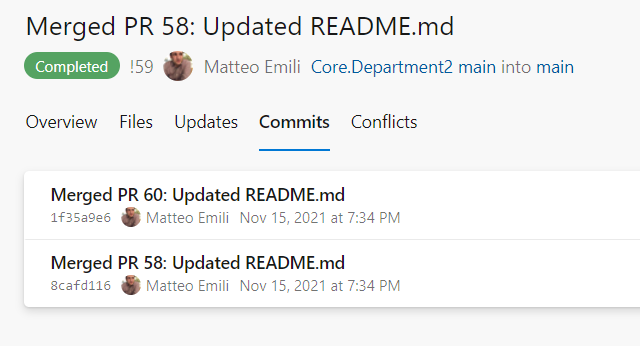 Merged PR 58: Updated README.md
Completed !59 Matteo Emili Core.Department2 main into main
Overview Files Updates Commits Conflicts
Merged PR 60: Updated README.md
1f35a9e6 Matteo Emili Nov 15, 2021 at 7:34 PM
Merged PR 58: Updated README.md
8cafd116 Matteo Emili Nov 15, 2021 at 7:34 PM